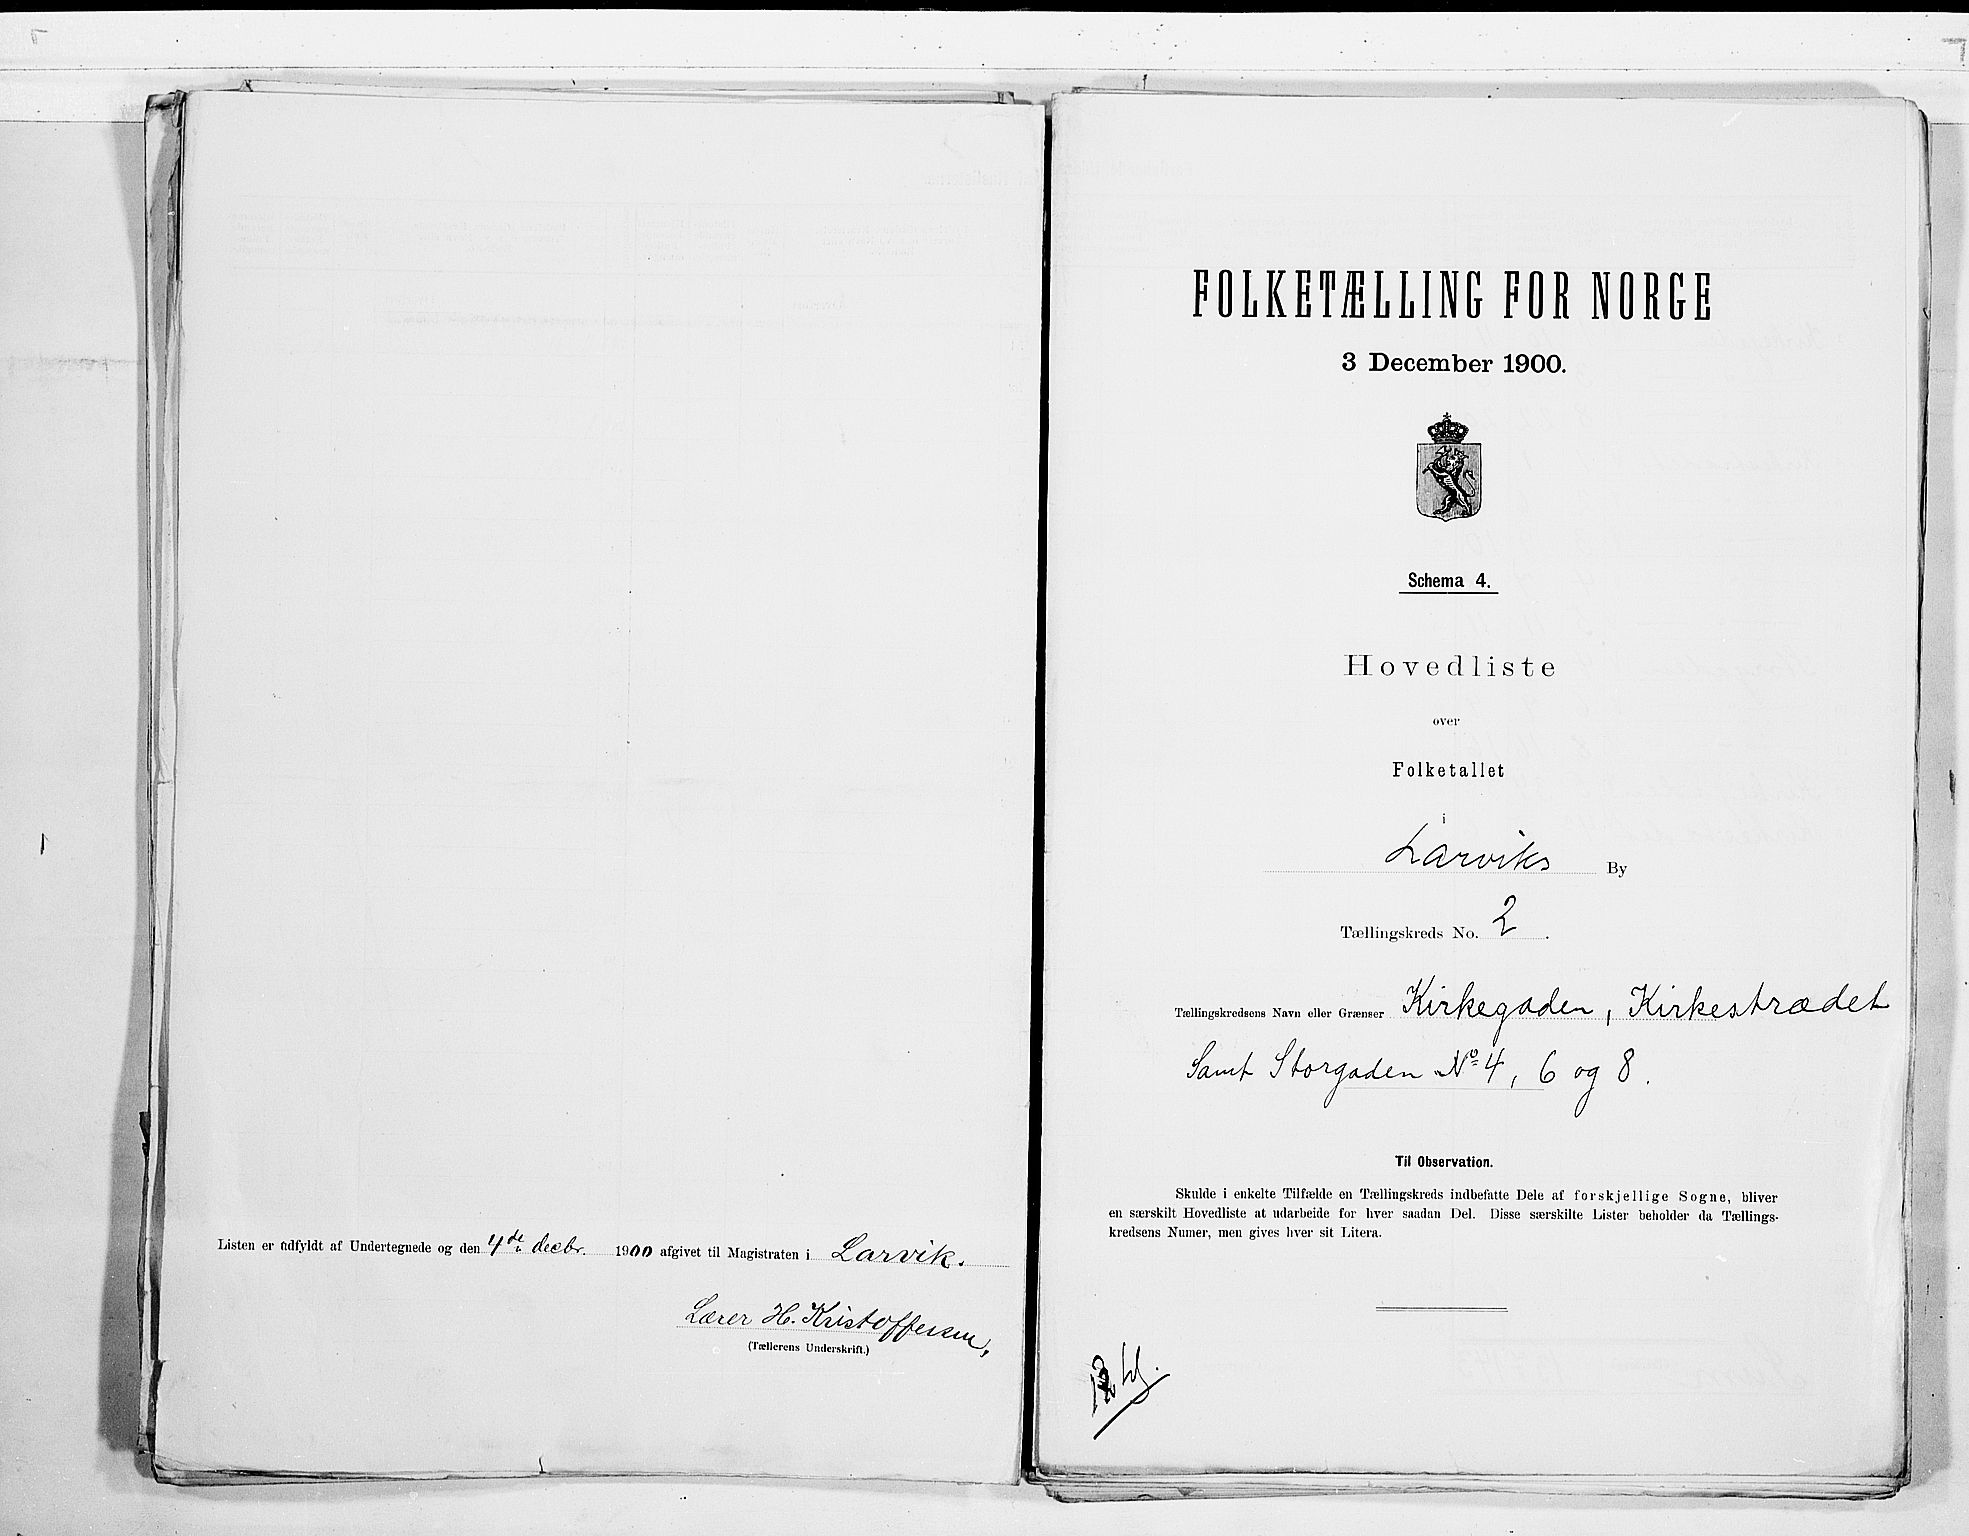 Listen er udfyldt af Undertegnede og den 4de decbr. 1900 afgivet til Magistraten i Larvik.
Lærer H. Kristoffersen,
(Tællerens Underskrift.)
FOLKETÆLLING FOR NORGE
3 December 1900.
Schema 4.
Hovedliste
over
Folketallet
i
Larviks By
Tællingskreds No. 2.
Tællingskredsens Navn eller Grænser Kirkegaden, Kirkestrædet
Samt Storgaden No 4, 6 og 8.
Til Observation.
Skulde i enkelte Tilfælde en Tællingskreds indbefatte Dele af forskjellige Sogne, bliver
en særskilt Hovedliste at udarbeide for hver saadan Del. Disse særskilte Lister beholder da Tællings-
kredsens Numer, men gives hver sit Litera.